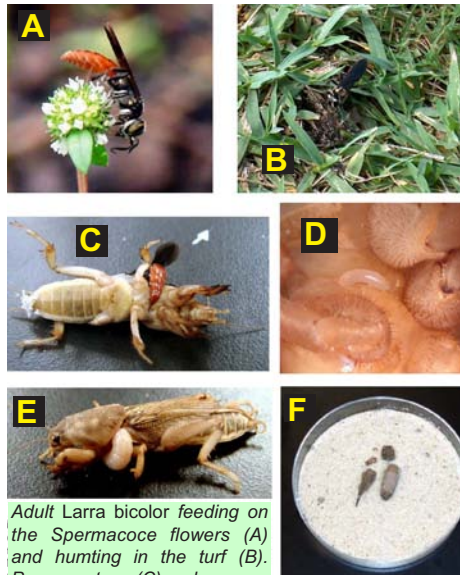 A
B
C
D
E
F
Adult Larra bicolor feeding on
the Spermacoce flowers (A)
and humting in the turf (B).
(C)